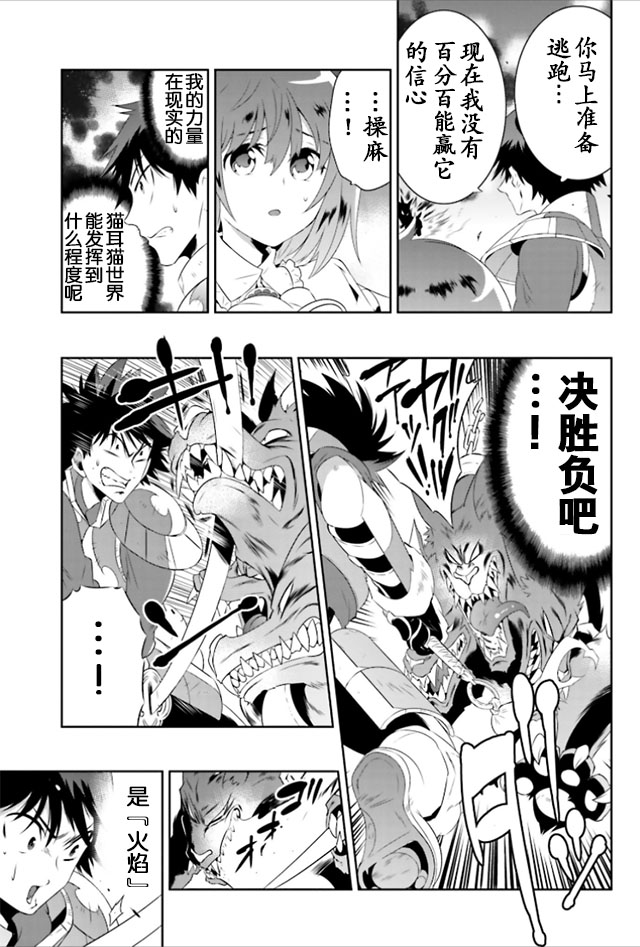 你马上准备
逃跑…
现在我没有
百分百能赢它
的信心
…操麻
…!
我的力量
在现实的
猫耳猫世界
能发挥到
什么程度呢
决胜负吧
…!
…!
是『火焰』